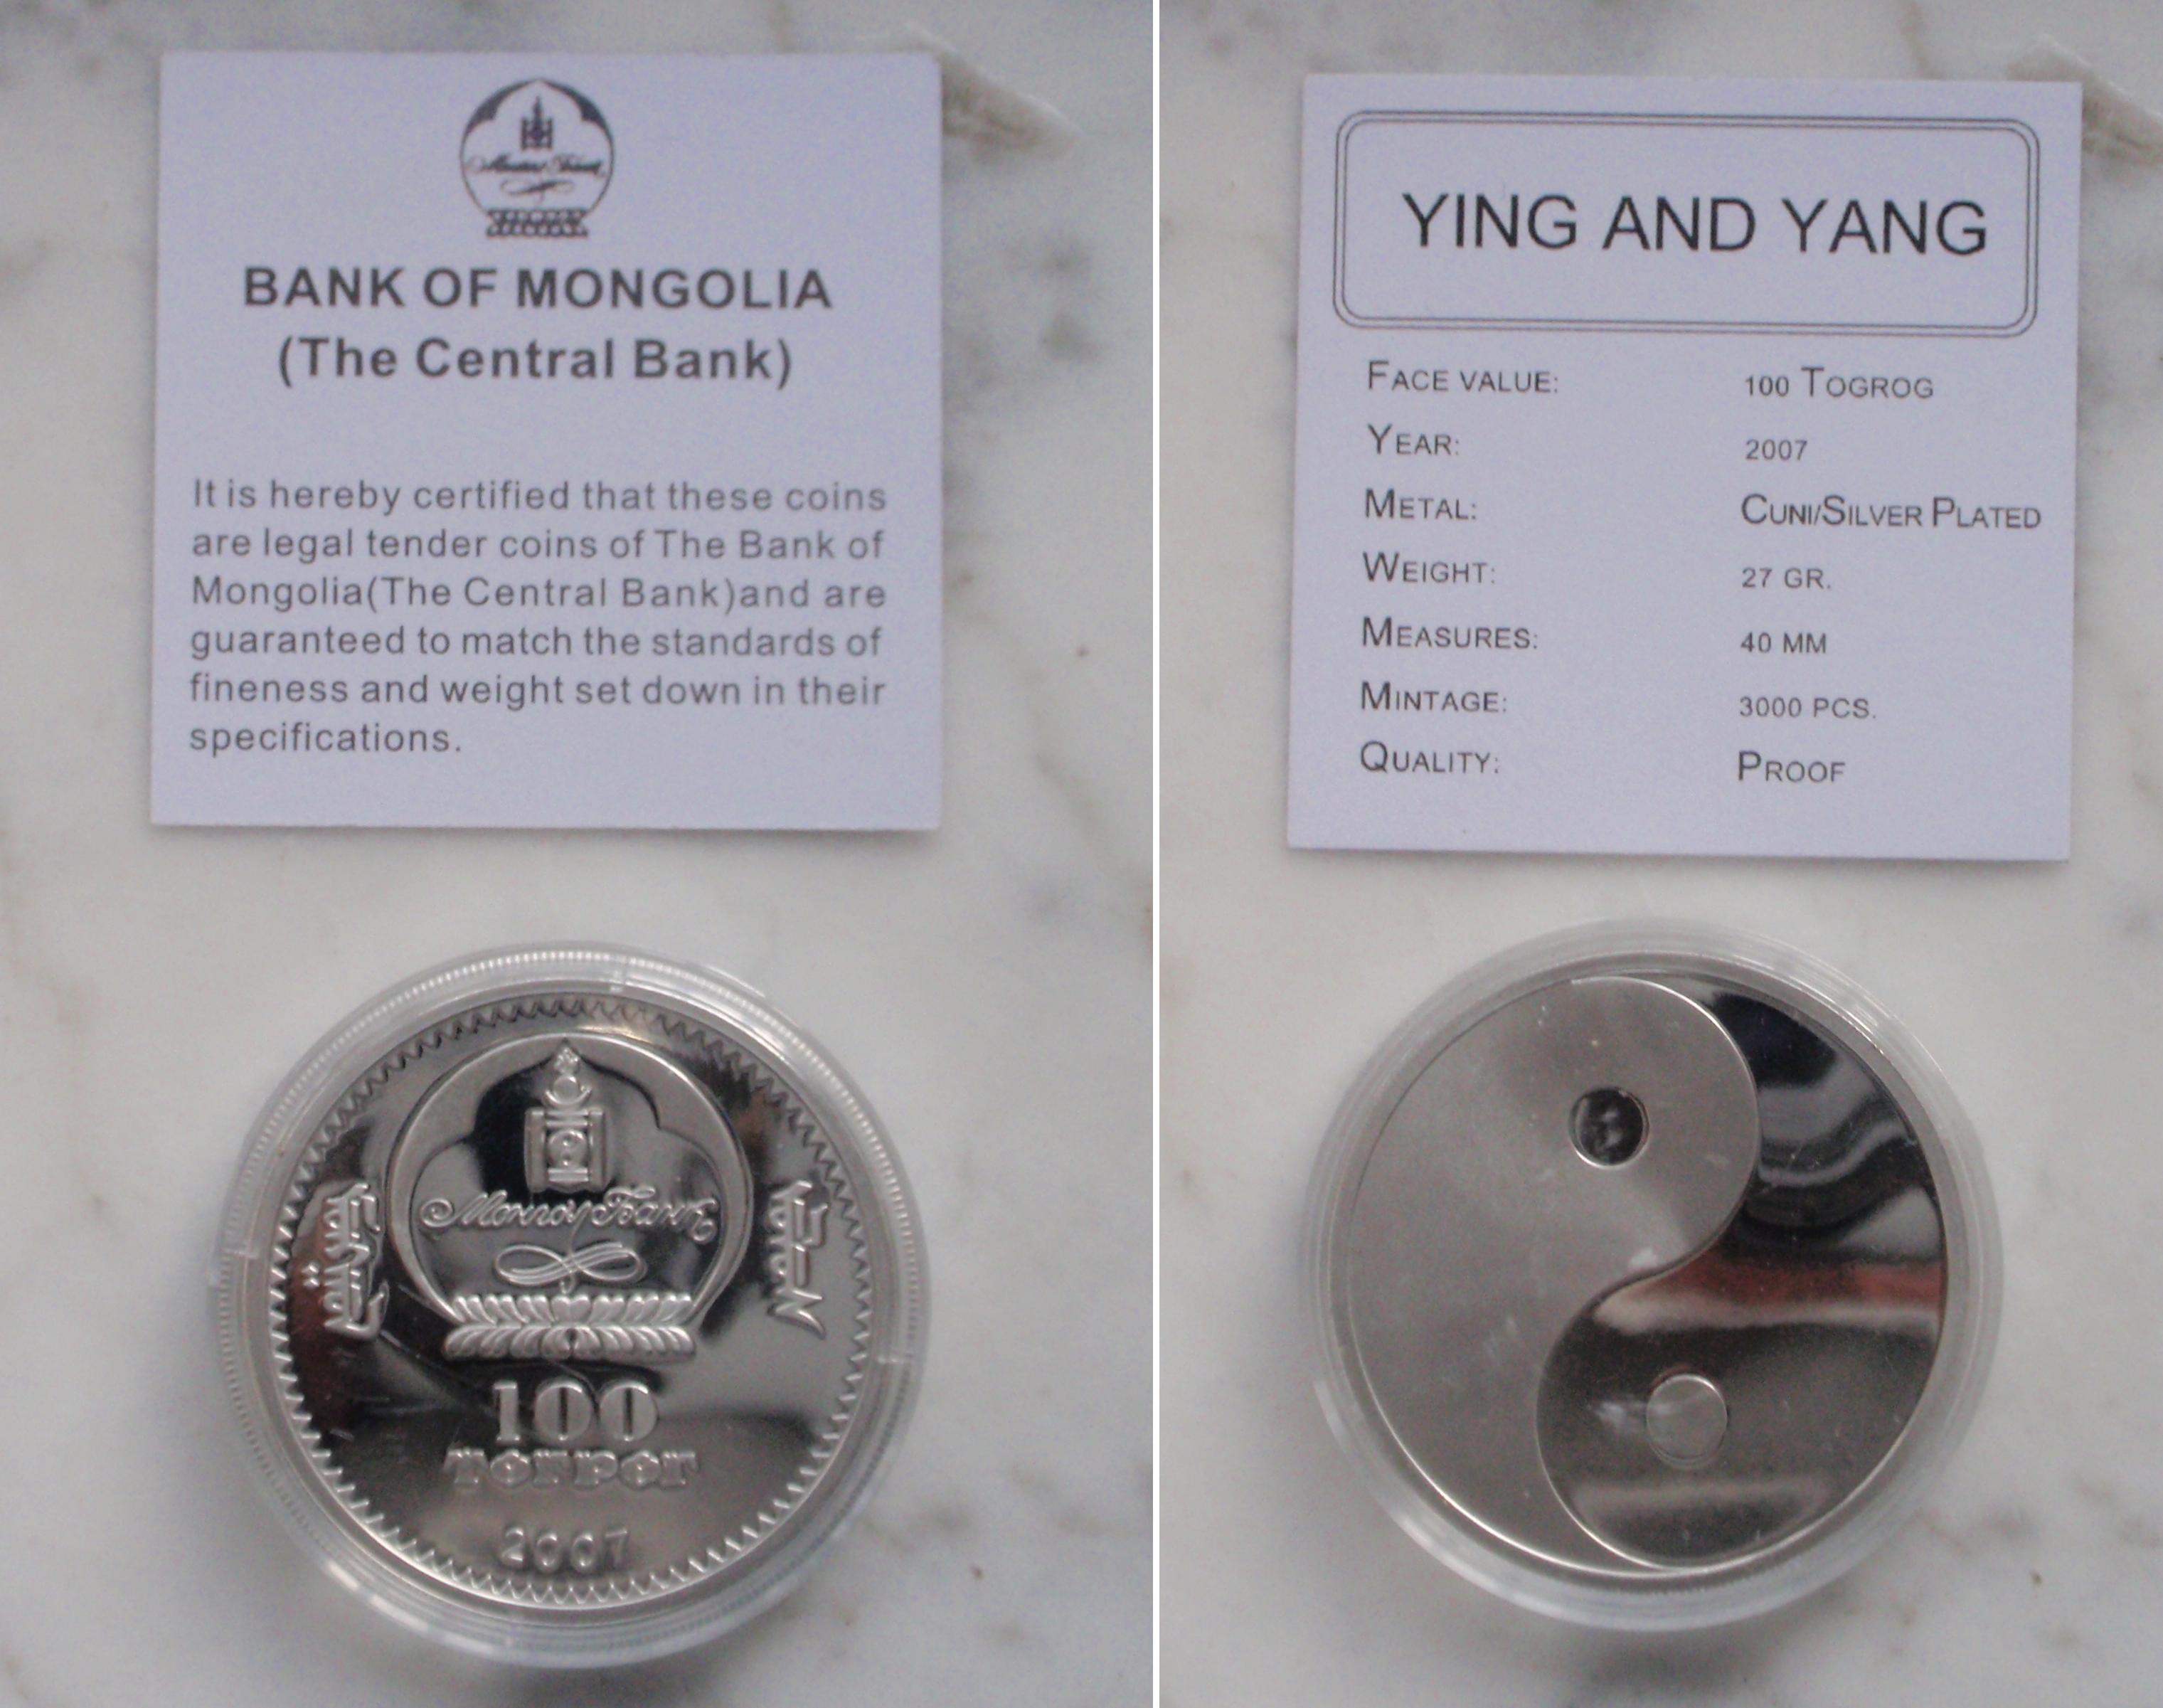 BANK OF MONGOLIA
(The Central Bank)
It is hereby certified that these coins
are legal tender coins of The Bank of
Mongolia(The Central Bank)and are
guaranteed to match the standards of
fineness and weight set down in their
specifications.
100
ТӨГРӨГ
2007
YING AND YANG
FACE VALUE: 100 TOGROG
YEAR: 2007
METAL: CUNI/SILVER PLATED
WEIGHT: 27 GR.
MEASURES: 40 MM
MINTAGE: 3000 PCS.
QUALITY: PROOF